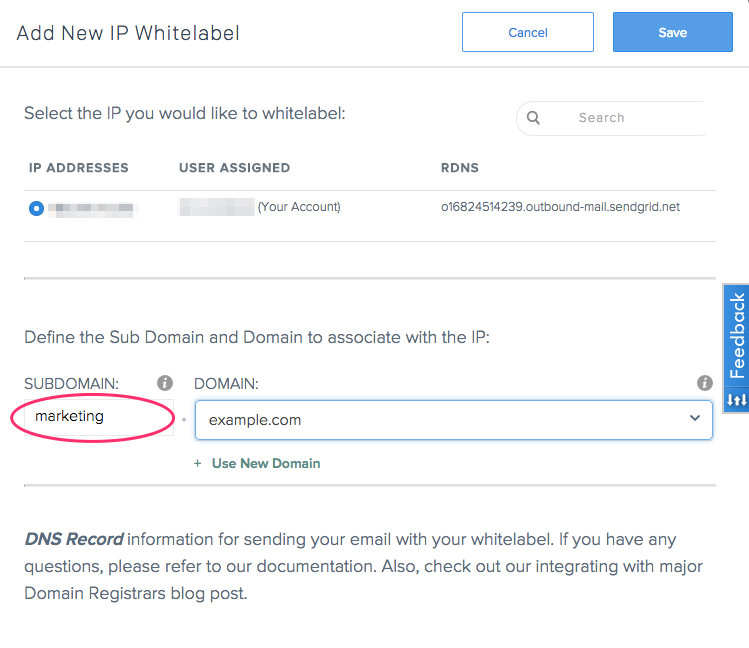 Add New IP Whitelabel
Cancel
Save
Select the IP you would like to whitelabel:
Search
IP ADDRESSES USER ASSIGNED RDNS
(Your Account) o16824514239.outbound-mail.sendgrid.net
Feedback
Define the Sub Domain and Domain to associate with the IP:
SUBDOMAIN: DOMAIN:
marketing . example.com
+ Use New Domain
DNS Record information for sending your email with your whitelabel. If you have any
questions, please refer to our documentation. Also, check out our integrating with major
Domain Registrars blog post.